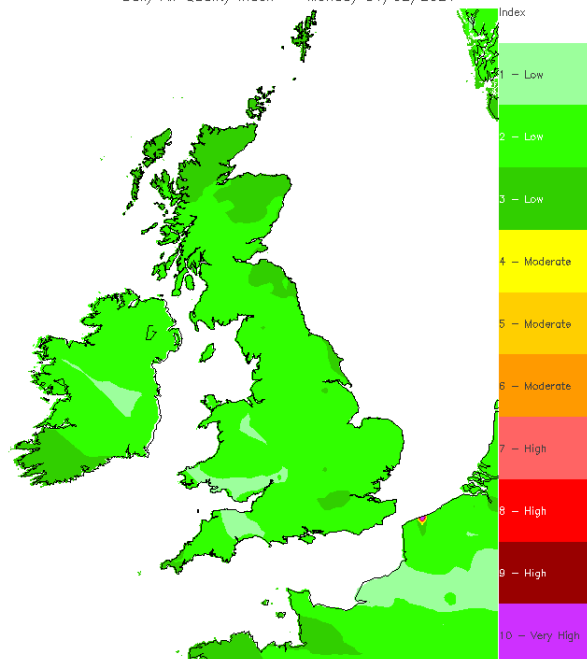 Index
1 - Low
2 - Low
3 - Low
4 - Moderate
5 - Moderate
6 - Moderate
7 - High
8 - High
9 - High
10 - Very High